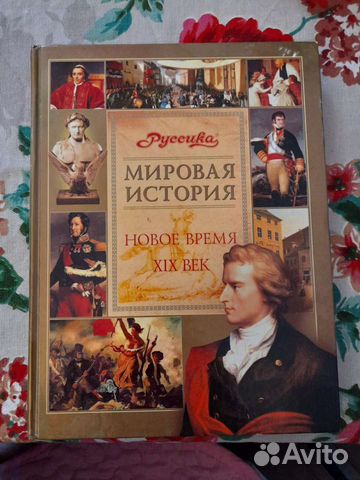 Руссика
МИРОВАЯ
ИСТОРИЯ
НОВОЕ ВРЕМЯ
XIX ВЕК
Avito